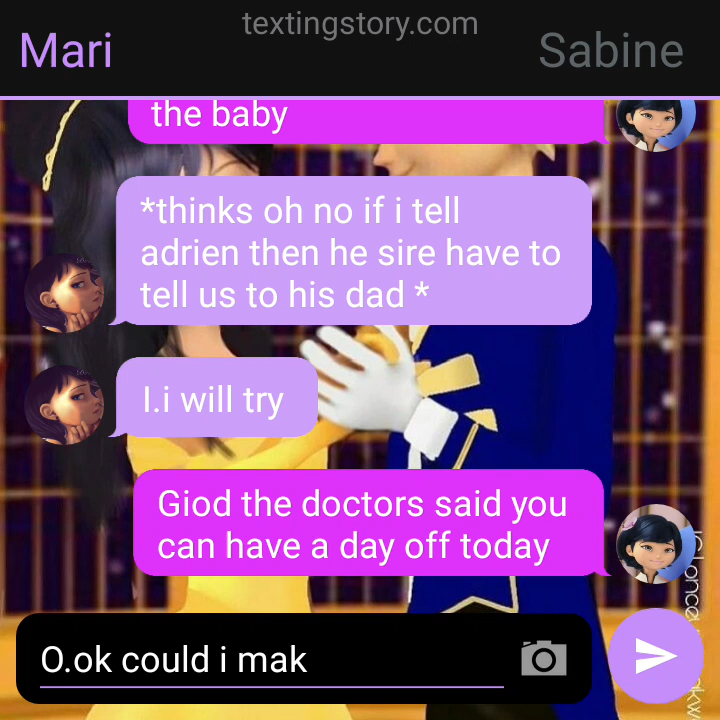 textingstory.com
Mari
Sabine
the baby
*thinks oh no if i tell
adrien then he sire have to
tell us to his dad *
I.i will try
Giod the doctors said you
can have a day off today
O.ok could i mak